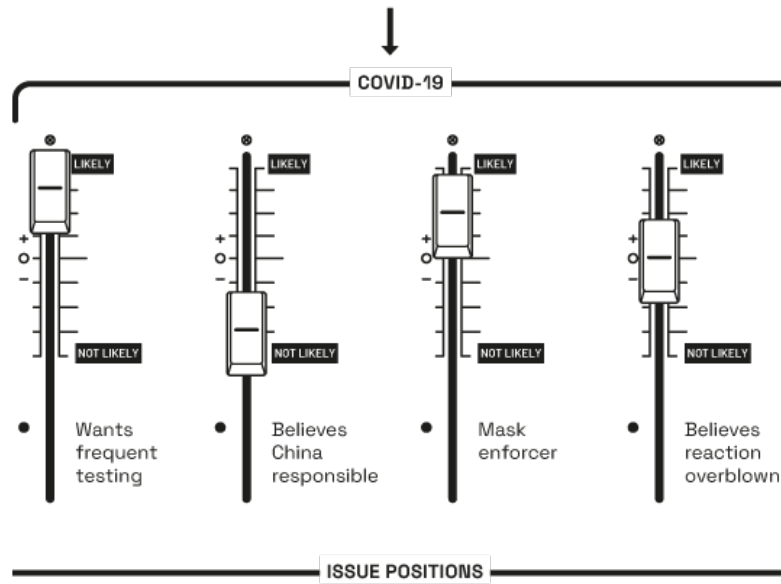 COVID-19
LIKELY
LIKELY
LIKELY
LIKELY
+
+
+
+
O
O
O
O
−
−
−
−
NOT LIKELY
NOT LIKELY
NOT LIKELY
NOT LIKELY
Wants
frequent
testing
Believes
China
responsible
Mask
enforcer
Believes
reaction
overblown
ISSUE POSITIONS